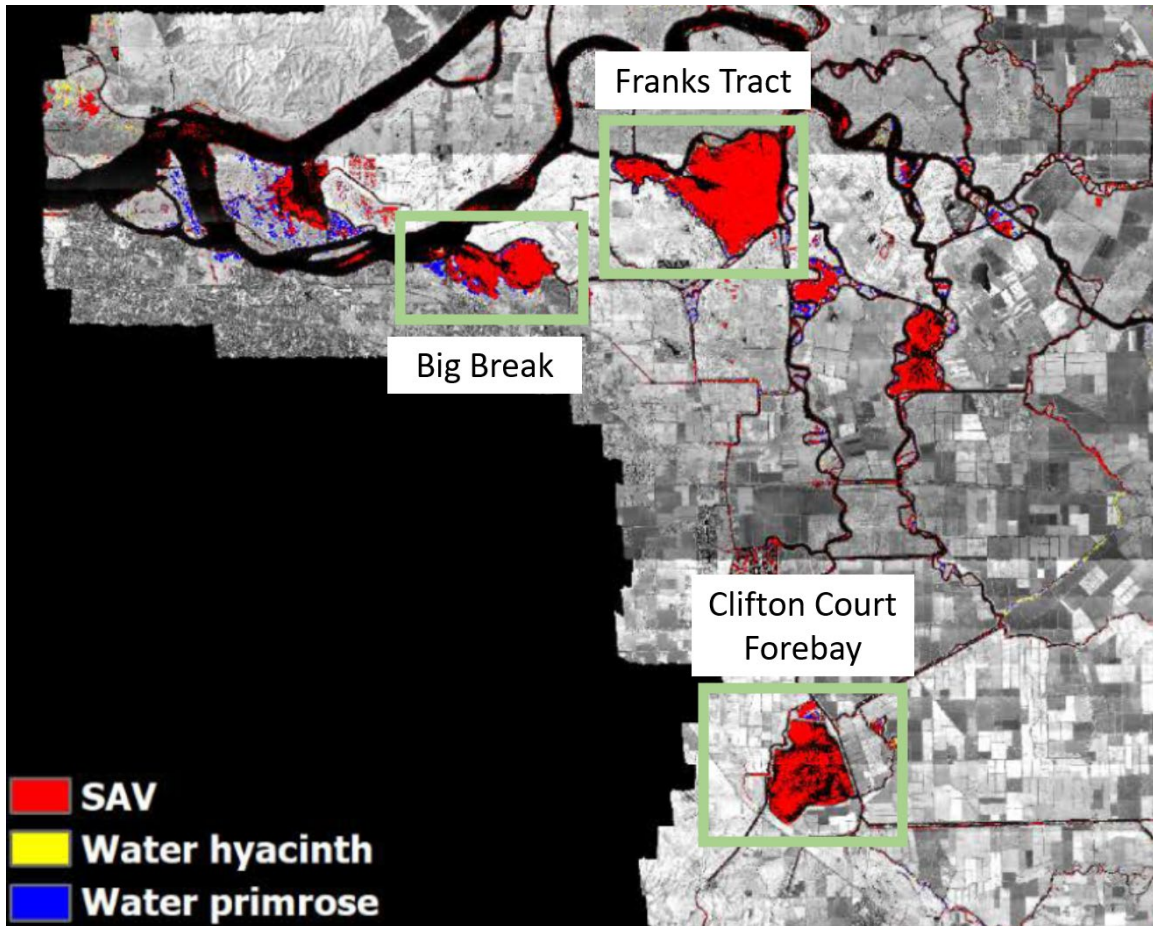 Franks Tract
Big Break
Clifton Court
Forebay
SAV
Water hyacinth
Water primrose